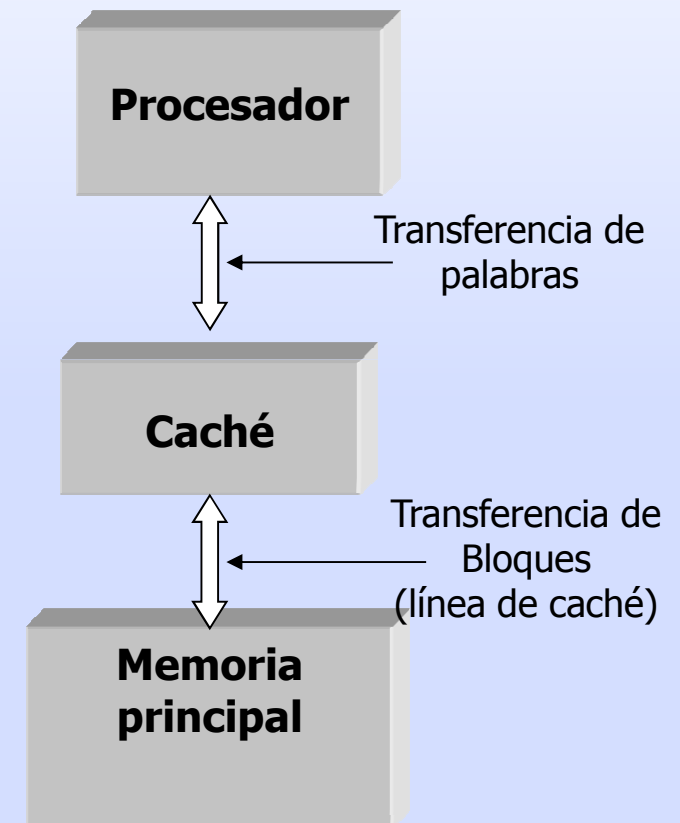 Procesador
Transferencia de
palabras
Caché
Transferencia de
Bloques
(línea de caché)
Memoria
principal